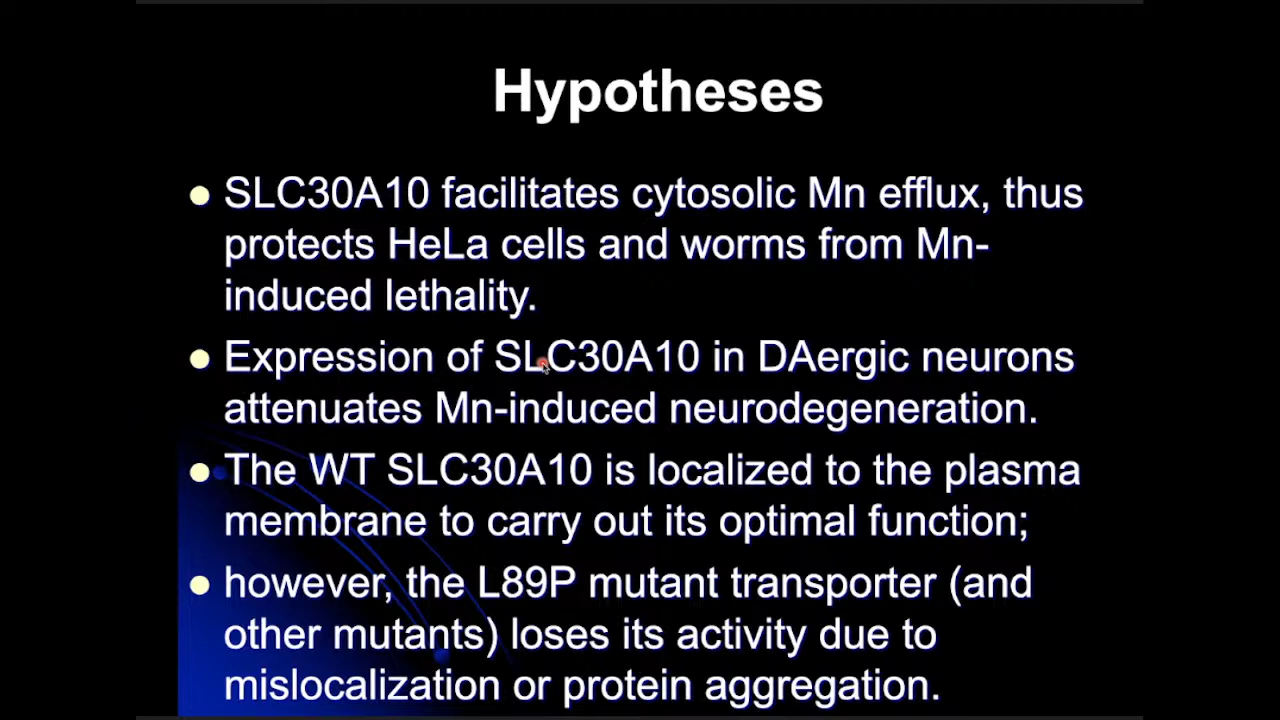 Hypotheses
SLC30A10 facilitates cytosolic Mn efflux, thus
protects HeLa cells and worms from Mn-
induced lethality.
Expression of SLC30A10 in DAergic neurons
attenuates Mn-induced neurodegeneration.
The WT SLC30A10 is localized to the plasma
membrane to carry out its optimal function;
however, the L89P mutant transporter (and
other mutants) loses its activity due to
mislocalization or protein aggregation.